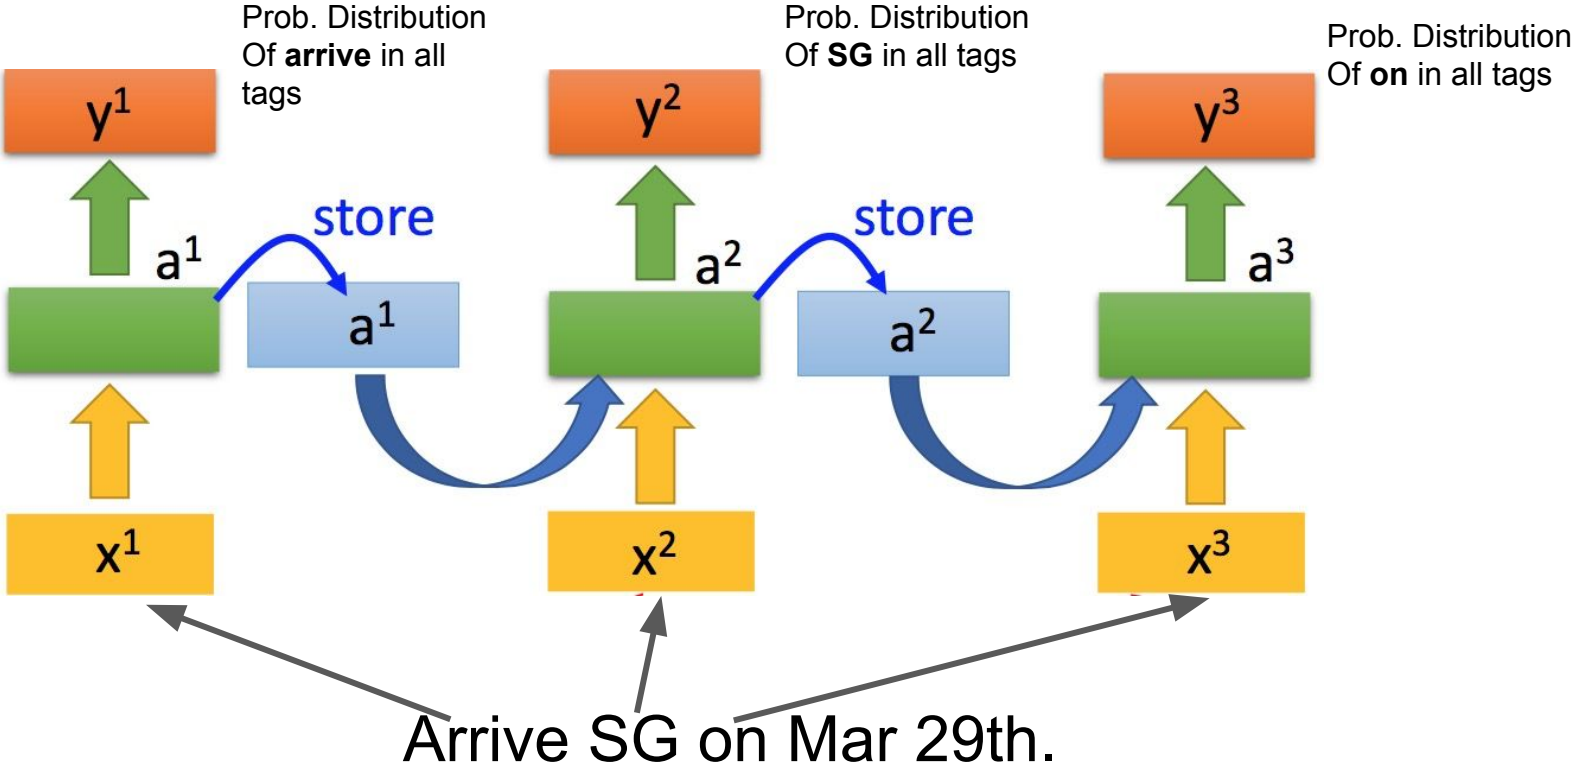 Prob. Distribution
Of arrive in all
tags
Prob. Distribution
Of SG in all tags
Prob. Distribution
Of on in all tags
y¹
y²
y³
store
store
a¹
a²
a³
a¹
a²
x¹
x²
x³
Arrive SG on Mar 29th.